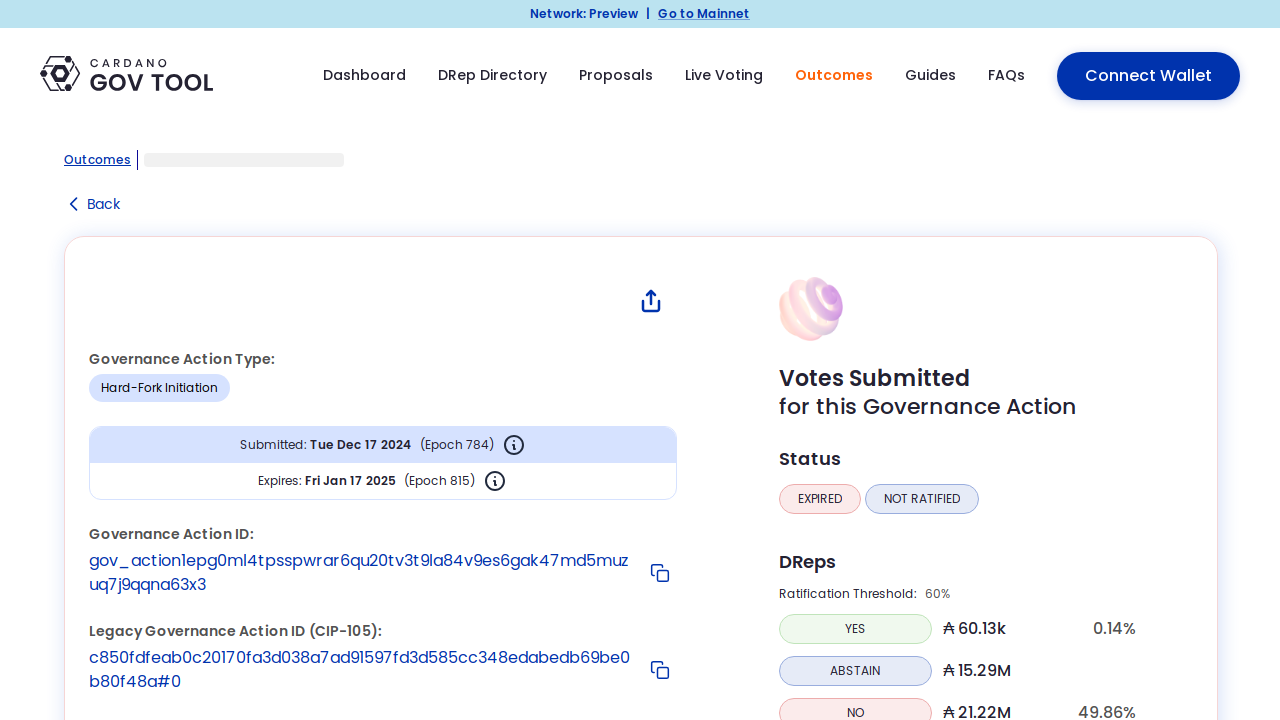 Network: Preview | Go to Mainnet
CARDANO
GOV TOOL
Dashboard
DRep Directory
Proposals
Live Voting
Outcomes
Guides
FAQs
Connect Wallet
Outcomes
Back
Governance Action Type:
Hard-Fork Initiation
Submitted: Tue Dec 17 2024 (Epoch 784)
Expires: Fri Jan 17 2025 (Epoch 815)
Governance Action ID:
gov_action1epg0ml4tpsspwrar6qu20tv3t9la84v9es6gak47md5muz
uq7j9qqna63x3
Legacy Governance Action ID (CIP-105):
c850fdfeab0c20170fa3d038a7ad91597fd3d585cc348edabedb69be0
b80f48a#0
Votes Submitted
for this Governance Action
Status
EXPIRED
NOT RATIFIED
DReps
Ratification Threshold: 60%
YES ₳ 60.13k 0.14%
ABSTAIN ₳ 15.29M
NO ₳ 21.22M 49.86%